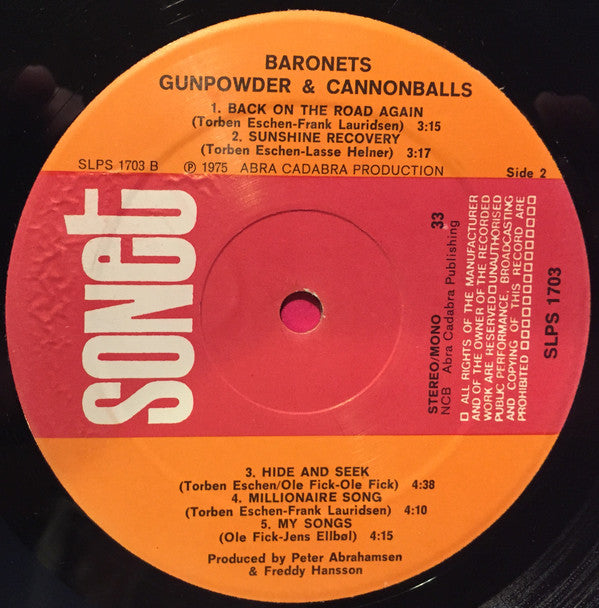 BARONETS
GUNPOWDER & CANNONBALLS
1. BACK ON THE ROAD AGAIN
(Torben Eschen-Frank Lauridsen) 3:15
2. SUNSHINE RECOVERY
(Torben Eschen-Lasse Helner) 3:17
SLPS 1703 B ℗ 1975 ABRA CADABRA PRODUCTION Side 2
sonet
STEREO/MONO 33
NCB Abra Cadabra Publishing
□ ALL RIGHTS OF THE MANUFACTURER
AND OF THE OWNER OF THE RECORDED
WORK ARE RESERVED □ UNAUTHORISED
PUBLIC PERFORMANCE, BROADCASTING
AND COPYING OF THIS RECORD ARE
PROHIBITED □□□□□□□□□□□
SLPS 1703
3. HIDE AND SEEK
(Torben Eschen/Ole Fick-Ole Fick) 4:38
4. MILLIONAIRE SONG
(Torben Eschen-Frank Lauridsen) 4:10
5. MY SONGS
(Ole Fick-Jens Ellbøl) 4:15
Produced by Peter Abrahamsen
& Freddy Hansson